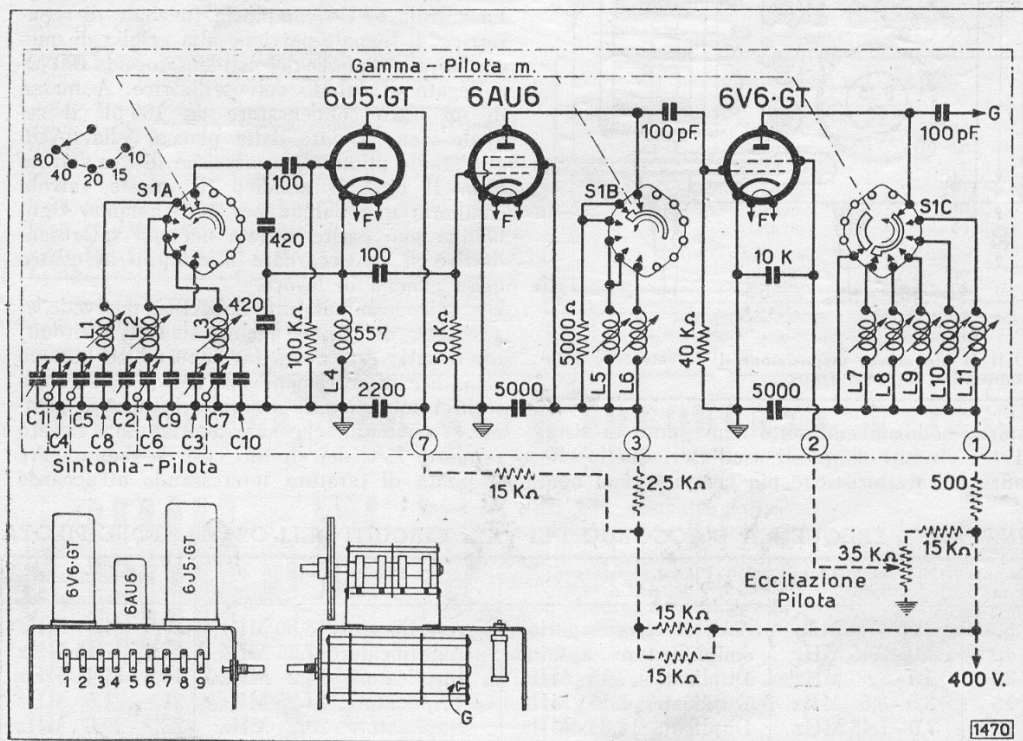 Gamma-Pilota m.
6J5-GT
6AU6
6V6-GT
100 pF.
100 pF.
G
80
40
20
15
10
S1A
S1B
S1C
100
420
420
100
10 K
F
F
F
L1
L2
L3
L4
557
100 KΩ
50 KΩ
5000 Ω
L5
L6
40 KΩ
L7
L8
L9
L10
L11
2200
5000
5000
C1
C5
C2
C9
C7
C4
C8
C6
C3
C10
Sintonia-Pilota
7
3
2
1
15 KΩ
2,5 KΩ
500
15 KΩ
35 KΩ
Eccitazione
Pilota
15 KΩ
15 KΩ
400 V.
6V6-GT
6AU6
6J5-GT
1 2 3 4 5 6 7 8 9
G
1470